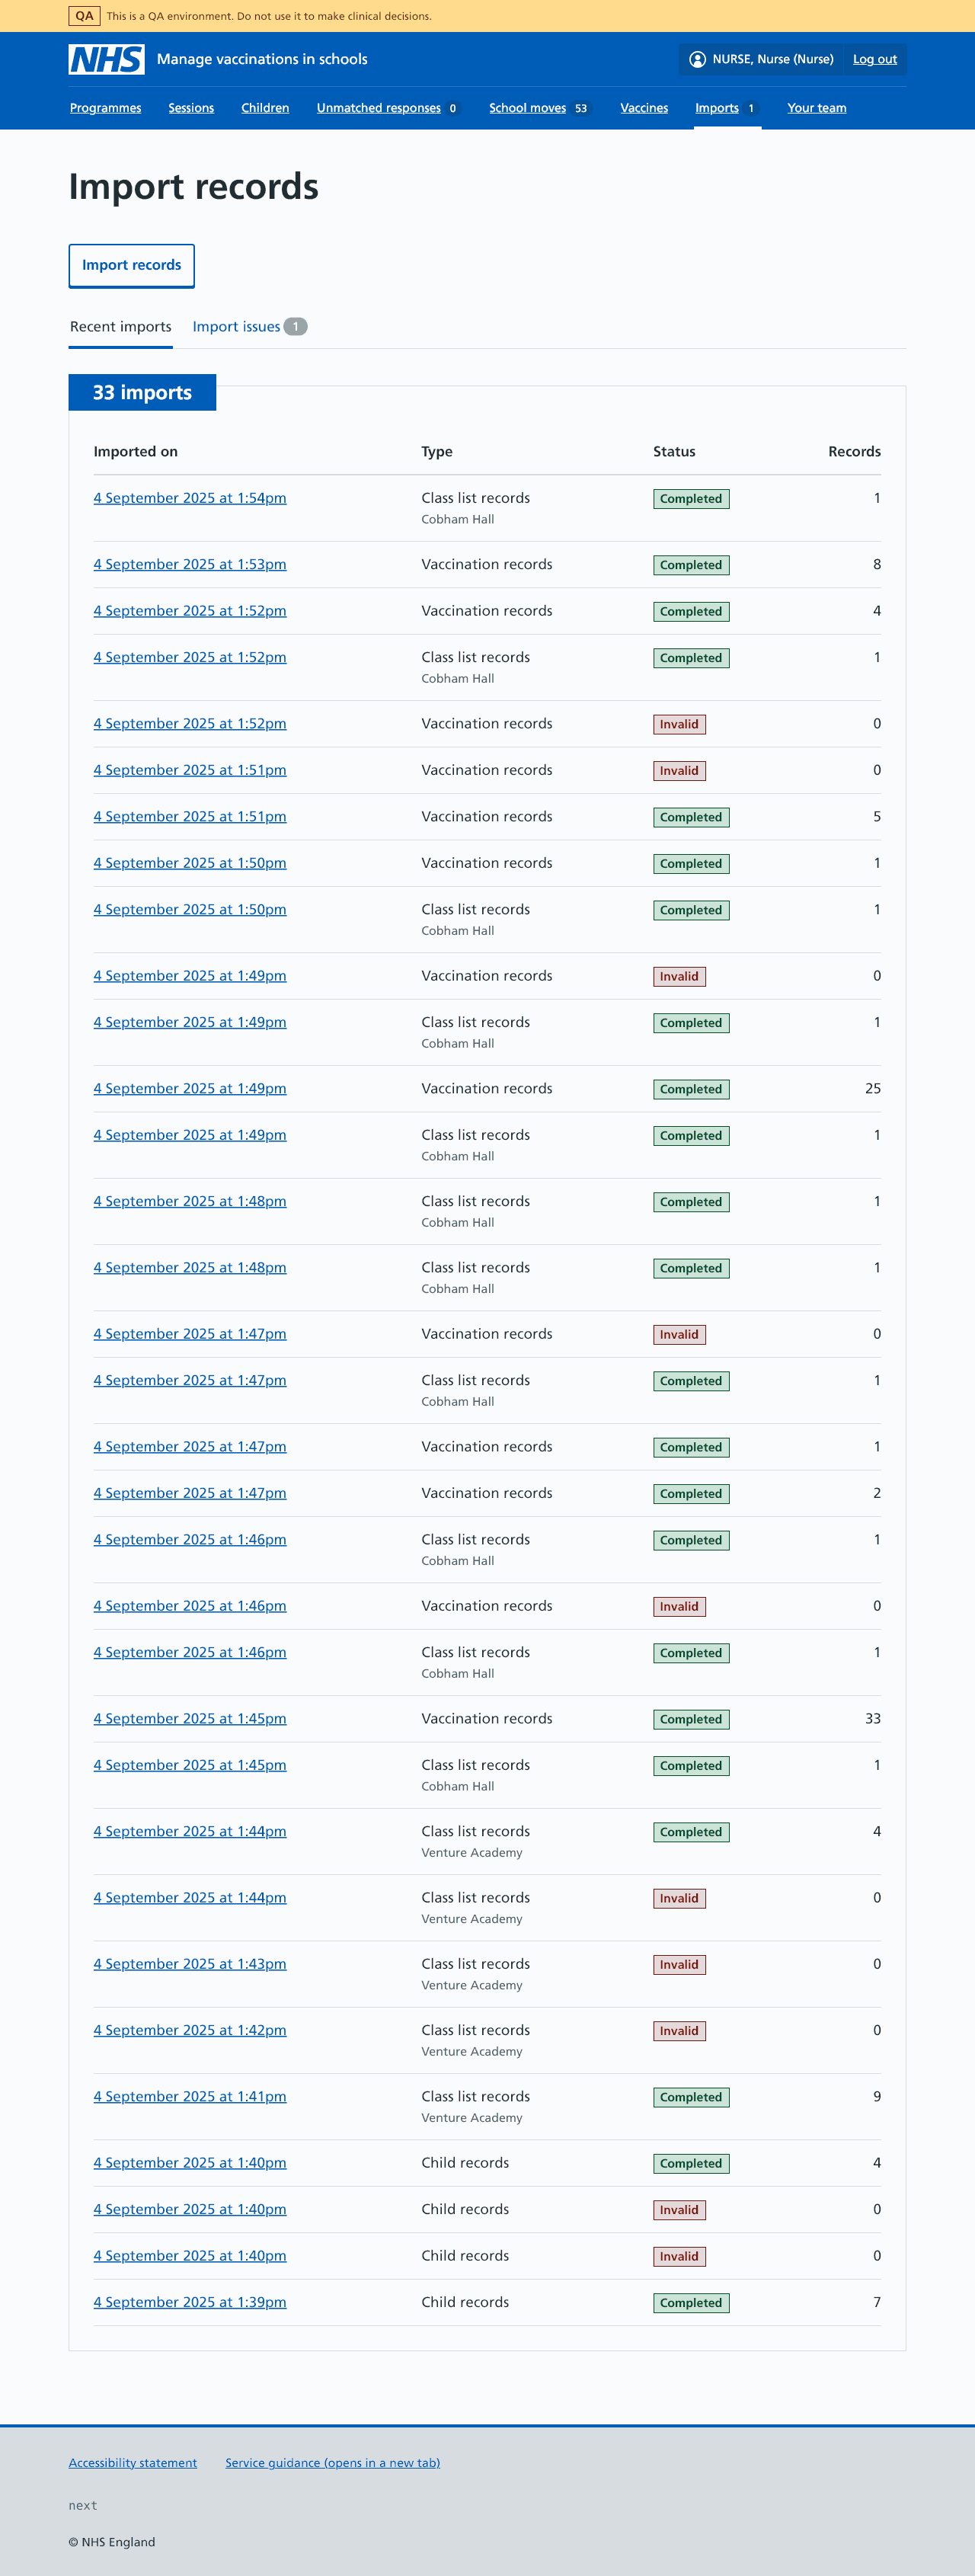 QA This is a QA environment. Do not use it to make clinical decisions.
NHS Manage vaccinations in schools NURSE, Nurse (Nurse) Log out
Programmes Sessions Children Unmatched responses 0 School moves 53 Vaccines Imports 1 Your team
Import records
Import records
Recent imports Import issues 1
33 imports
Imported on Type Status Records
4 September 2025 at 1:54pm Class list records Completed 1
Cobham Hall
4 September 2025 at 1:53pm Vaccination records Completed 8
4 September 2025 at 1:52pm Vaccination records Completed 4
4 September 2025 at 1:52pm Class list records Completed 1
Cobham Hall
4 September 2025 at 1:52pm Vaccination records Invalid 0
4 September 2025 at 1:51pm Vaccination records Invalid 0
4 September 2025 at 1:51pm Vaccination records Completed 5
4 September 2025 at 1:50pm Vaccination records Completed 1
4 September 2025 at 1:50pm Class list records Completed 1
Cobham Hall
4 September 2025 at 1:49pm Vaccination records Invalid 0
4 September 2025 at 1:49pm Class list records Completed 1
Cobham Hall
4 September 2025 at 1:49pm Vaccination records Completed 25
4 September 2025 at 1:49pm Class list records Completed 1
Cobham Hall
4 September 2025 at 1:48pm Class list records Completed 1
Cobham Hall
4 September 2025 at 1:48pm Class list records Completed 1
Cobham Hall
4 September 2025 at 1:47pm Vaccination records Invalid 0
4 September 2025 at 1:47pm Class list records Completed 1
Cobham Hall
4 September 2025 at 1:47pm Vaccination records Completed 1
4 September 2025 at 1:47pm Vaccination records Completed 2
4 September 2025 at 1:46pm Class list records Completed 1
Cobham Hall
4 September 2025 at 1:46pm Vaccination records Invalid 0
4 September 2025 at 1:46pm Class list records Completed 1
Cobham Hall
4 September 2025 at 1:45pm Vaccination records Completed 33
4 September 2025 at 1:45pm Class list records Completed 1
Cobham Hall
4 September 2025 at 1:44pm Class list records Completed 4
Venture Academy
4 September 2025 at 1:44pm Class list records Invalid 0
Venture Academy
4 September 2025 at 1:43pm Class list records Invalid 0
Venture Academy
4 September 2025 at 1:42pm Class list records Invalid 0
Venture Academy
4 September 2025 at 1:41pm Class list records Completed 9
Venture Academy
4 September 2025 at 1:40pm Child records Completed 4
4 September 2025 at 1:40pm Child records Invalid 0
4 September 2025 at 1:40pm Child records Invalid 0
4 September 2025 at 1:39pm Child records Completed 7
Accessibility statement Service guidance (opens in a new tab)
next
© NHS England